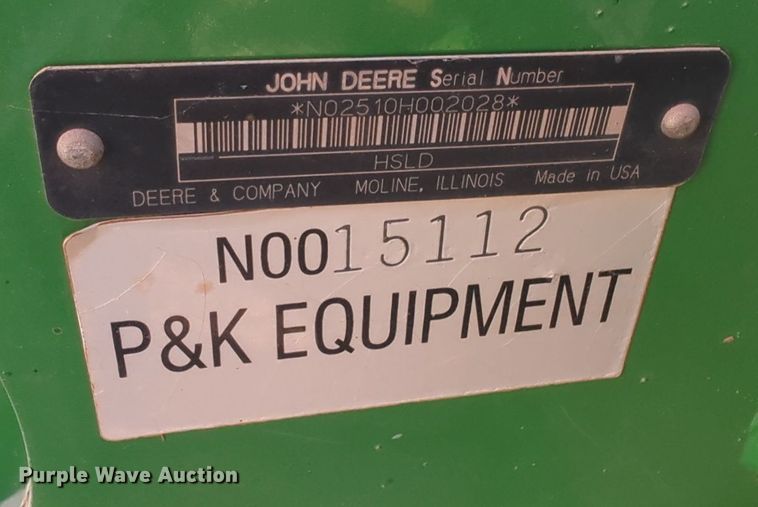 JOHN DEERE Serial Number
*N02510H002028*
HSLD
DEERE & COMPANY MOLINE, ILLINOIS Made in USA
N0015112
P&K EQUIPMENT
Purple Wave Auction